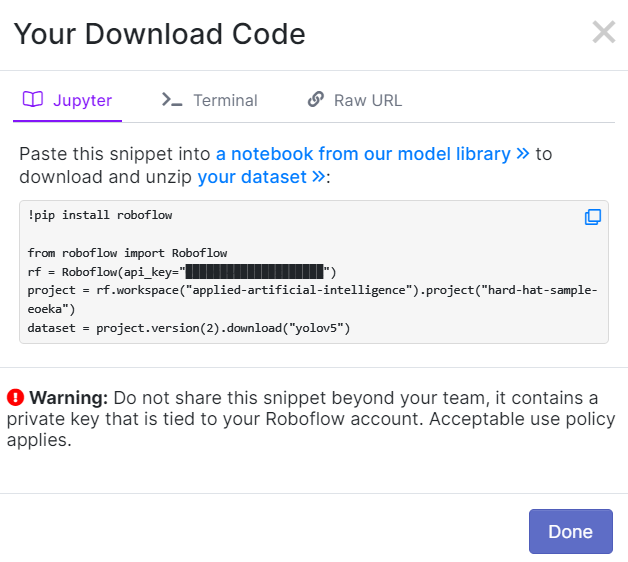 Your Download Code
Jupyter
Terminal
Raw URL
Paste this snippet into a notebook from our model library » to
download and unzip your dataset »:
!pip install roboflow
from roboflow import Roboflow
rf = Roboflow(api_key="████████████████████")
project = rf.workspace("applied-artificial-intelligence").project("hard-hat-sample-
eoeka")
dataset = project.version(2).download("yolov5")
Warning: Do not share this snippet beyond your team, it contains a
private key that is tied to your Roboflow account. Acceptable use policy
applies.
Done